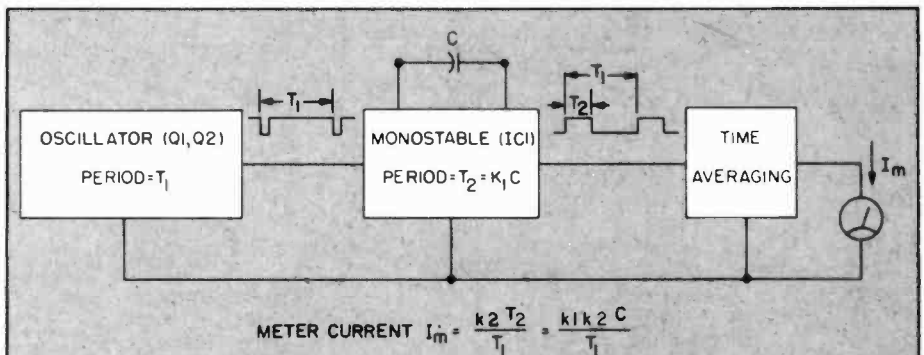 C
T₁
T₁
T₂
OSCILLATOR (Q1,Q2)
PERIOD=T₁
MONOSTABLE (IC1)
PERIOD=T₂=K₁C
TIME
AVERAGING
Iₘ
METER CURRENT Iₘ = k2 T₂ / T₁ = k1 k2 C / T₁